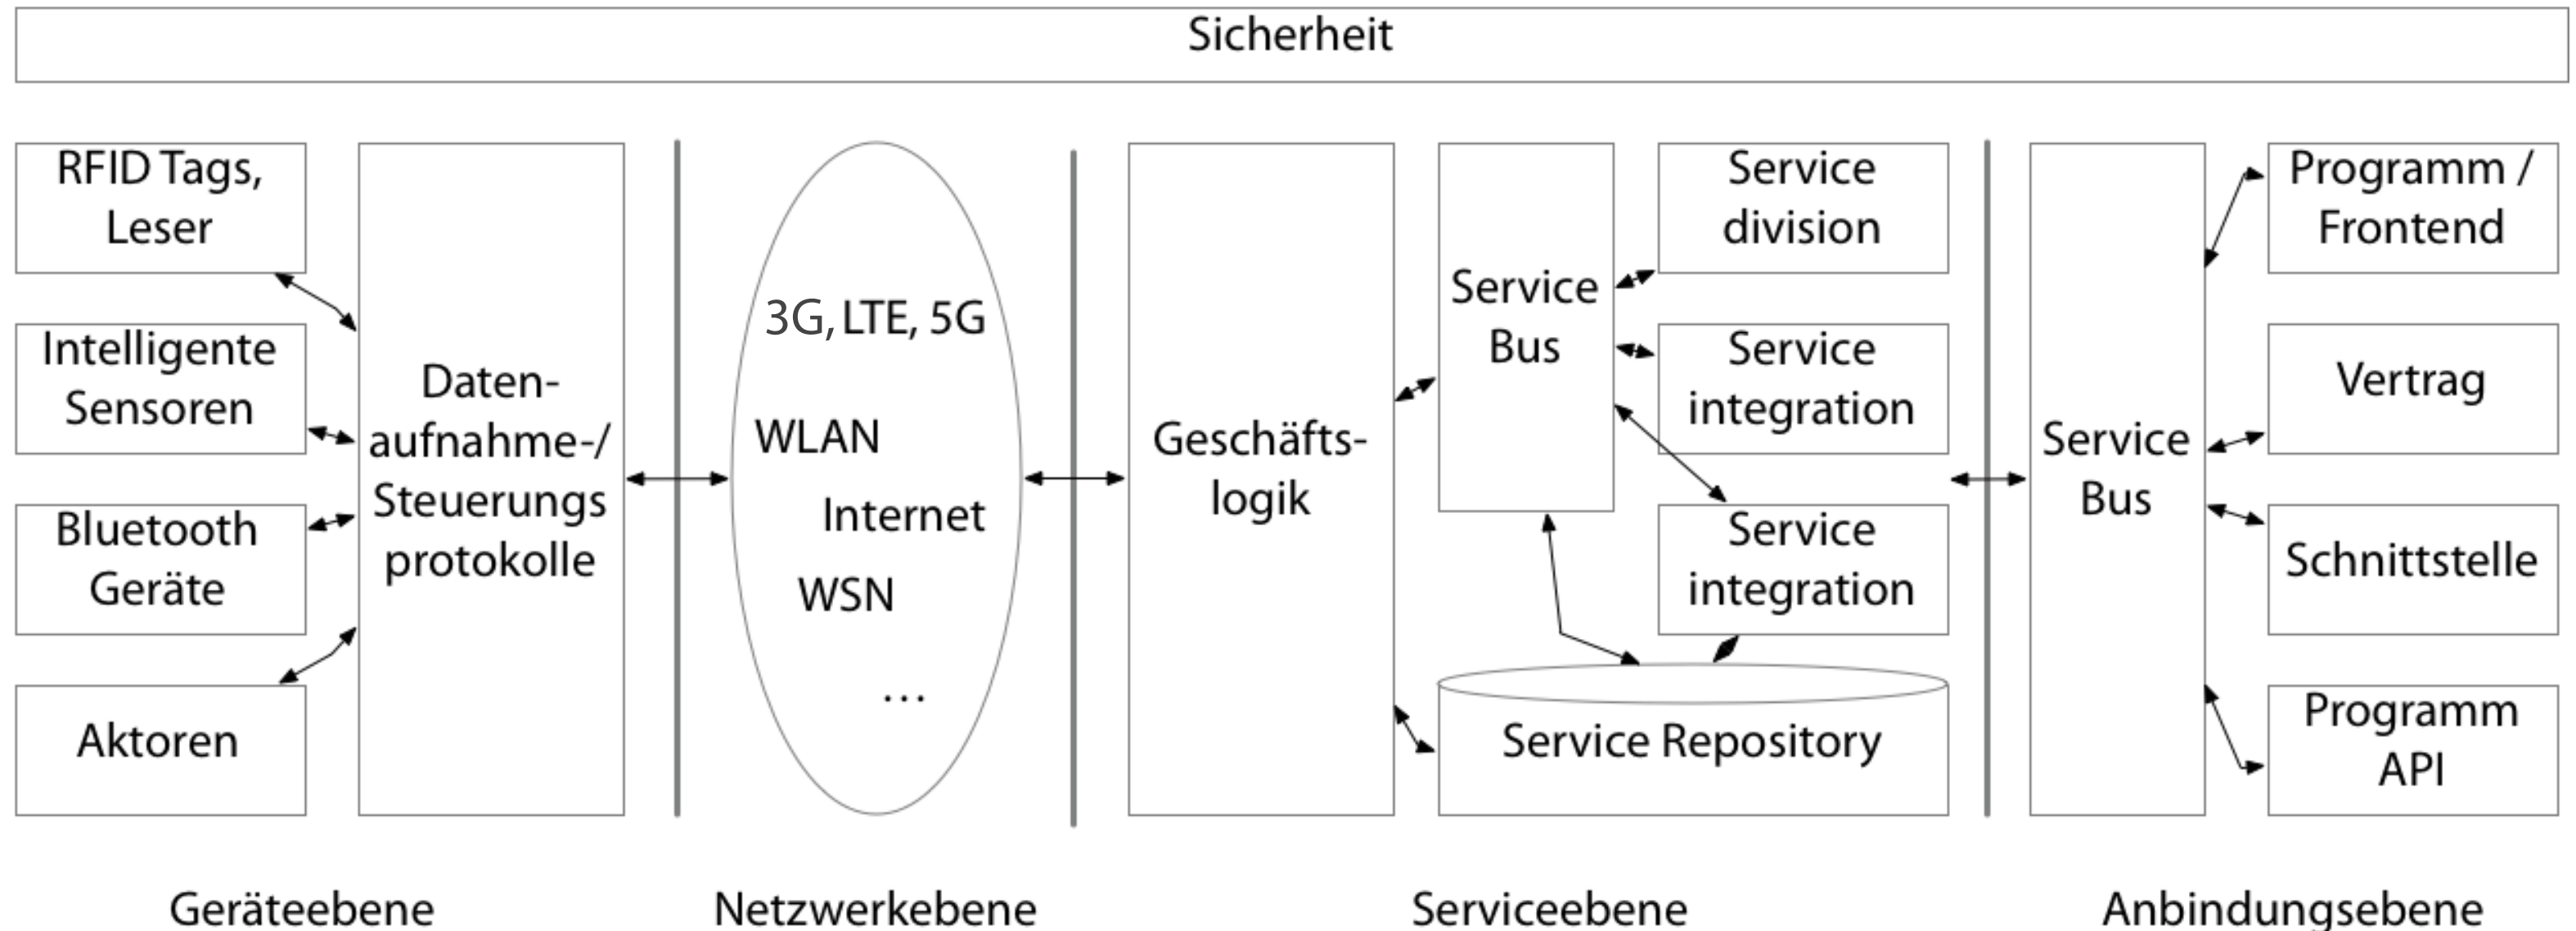 Sicherheit
RFID Tags,
Leser
Intelligente
Sensoren
Bluetooth
Geräte
Aktoren
Daten-
aufnahme-/
Steuerungs
protokolle
3G, LTE, 5G
WLAN
Internet
WSN
...
Geschäfts-
logik
Service
Bus
Service
division
Service
integration
Service
integration
Service Repository
Service
Bus
Programm /
Frontend
Vertrag
Schnittstelle
Programm
API
Geräteebene
Netzwerkebene
Serviceebene
Anbindungsebene